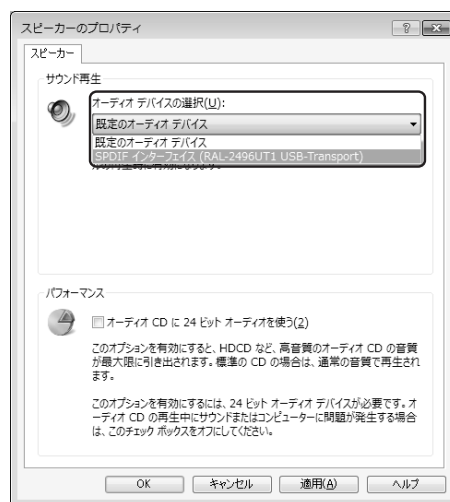 スピーカーのプロパティ
スピーカー
サウンド再生
オーディオ デバイスの選択(U):
既定のオーディオ デバイス
既定のオーディオ デバイス
SPDIF インターフェイス (RAL-2496UT1 USB-Transport)
パフォーマンス
オーディオ CD に 24 ビット オーディオを使う(2)
このオプションを有効にすると、HDCD など、高音質のオーディオ CD の音質
が最大限に引き出されます。標準の CD の場合は、通常の音質で再生され
ます。
このオプションを有効にするには、24 ビット オーディオ デバイスが必要です。オ
ーディオ CD の再生中にサウンドまたはコンピューターに問題が発生する場合
は、このチェック ボックスをオフにしてください。
OK キャンセル 適用(A) ヘルプ